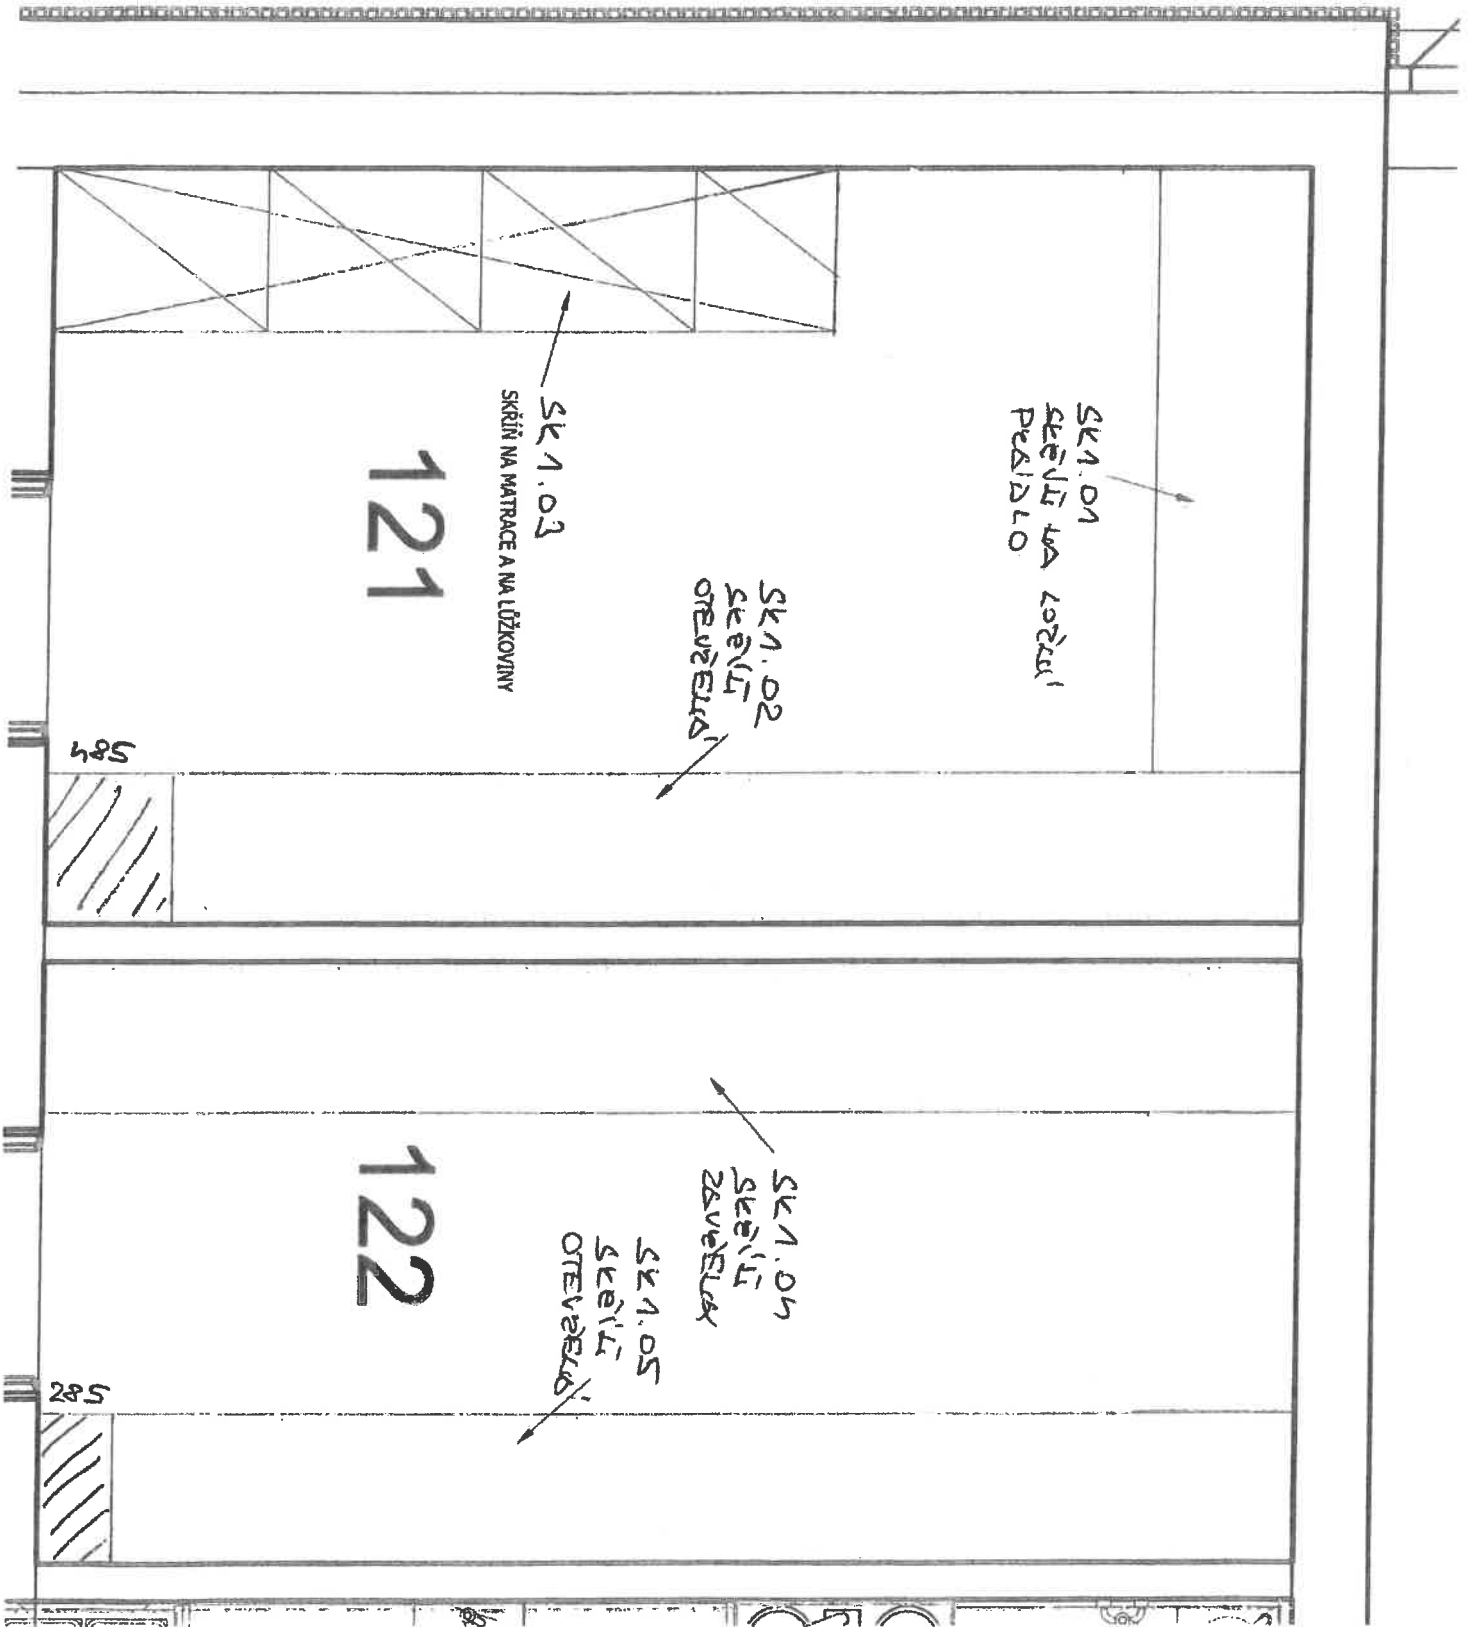 SK1.01
SKŘÍŇ NA LOŽNÍ
PRÁDLO
SK1.02
SKŘÍŇ
OTEVŘENÁ
SK1.03
SKŘÍŇ NA MATRACE A NA LŮŽKOVINY
121
485
SK1.04
SKŘÍŇ
ZAVŘENÁ
SK1.05
SKŘÍŇ
OTEVŘENÁ
122
285